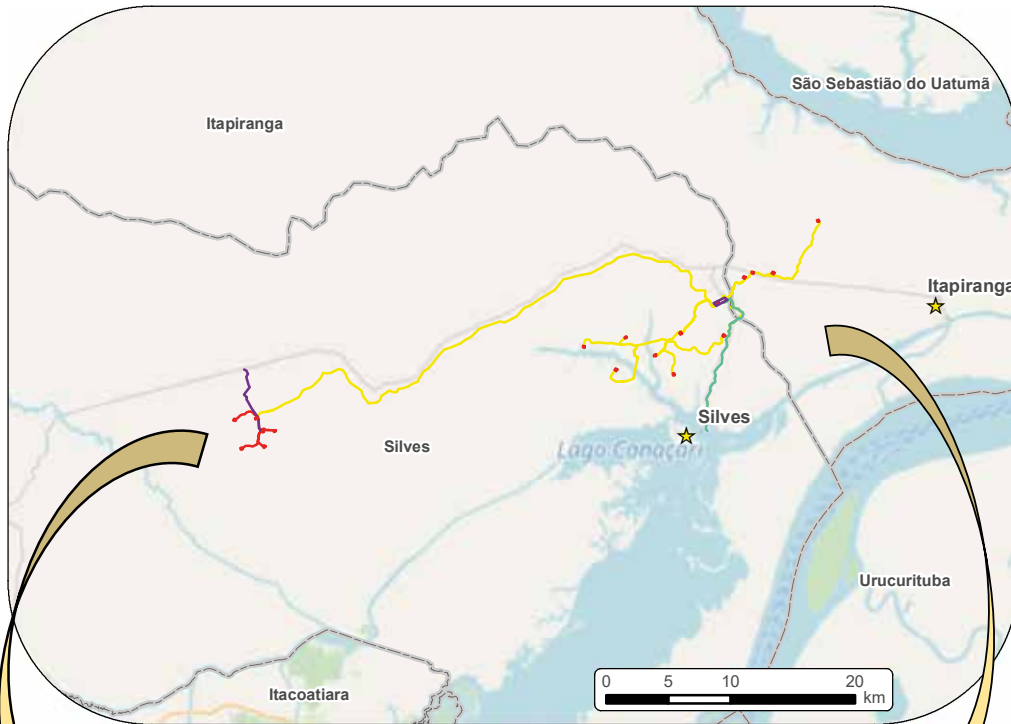 São Sebastião do Uatumã
Itapiranga
Itapiranga
Silves
Silves
Lago Canaçari
Urucurituba
Itacoatiara
0 5 10 20
km